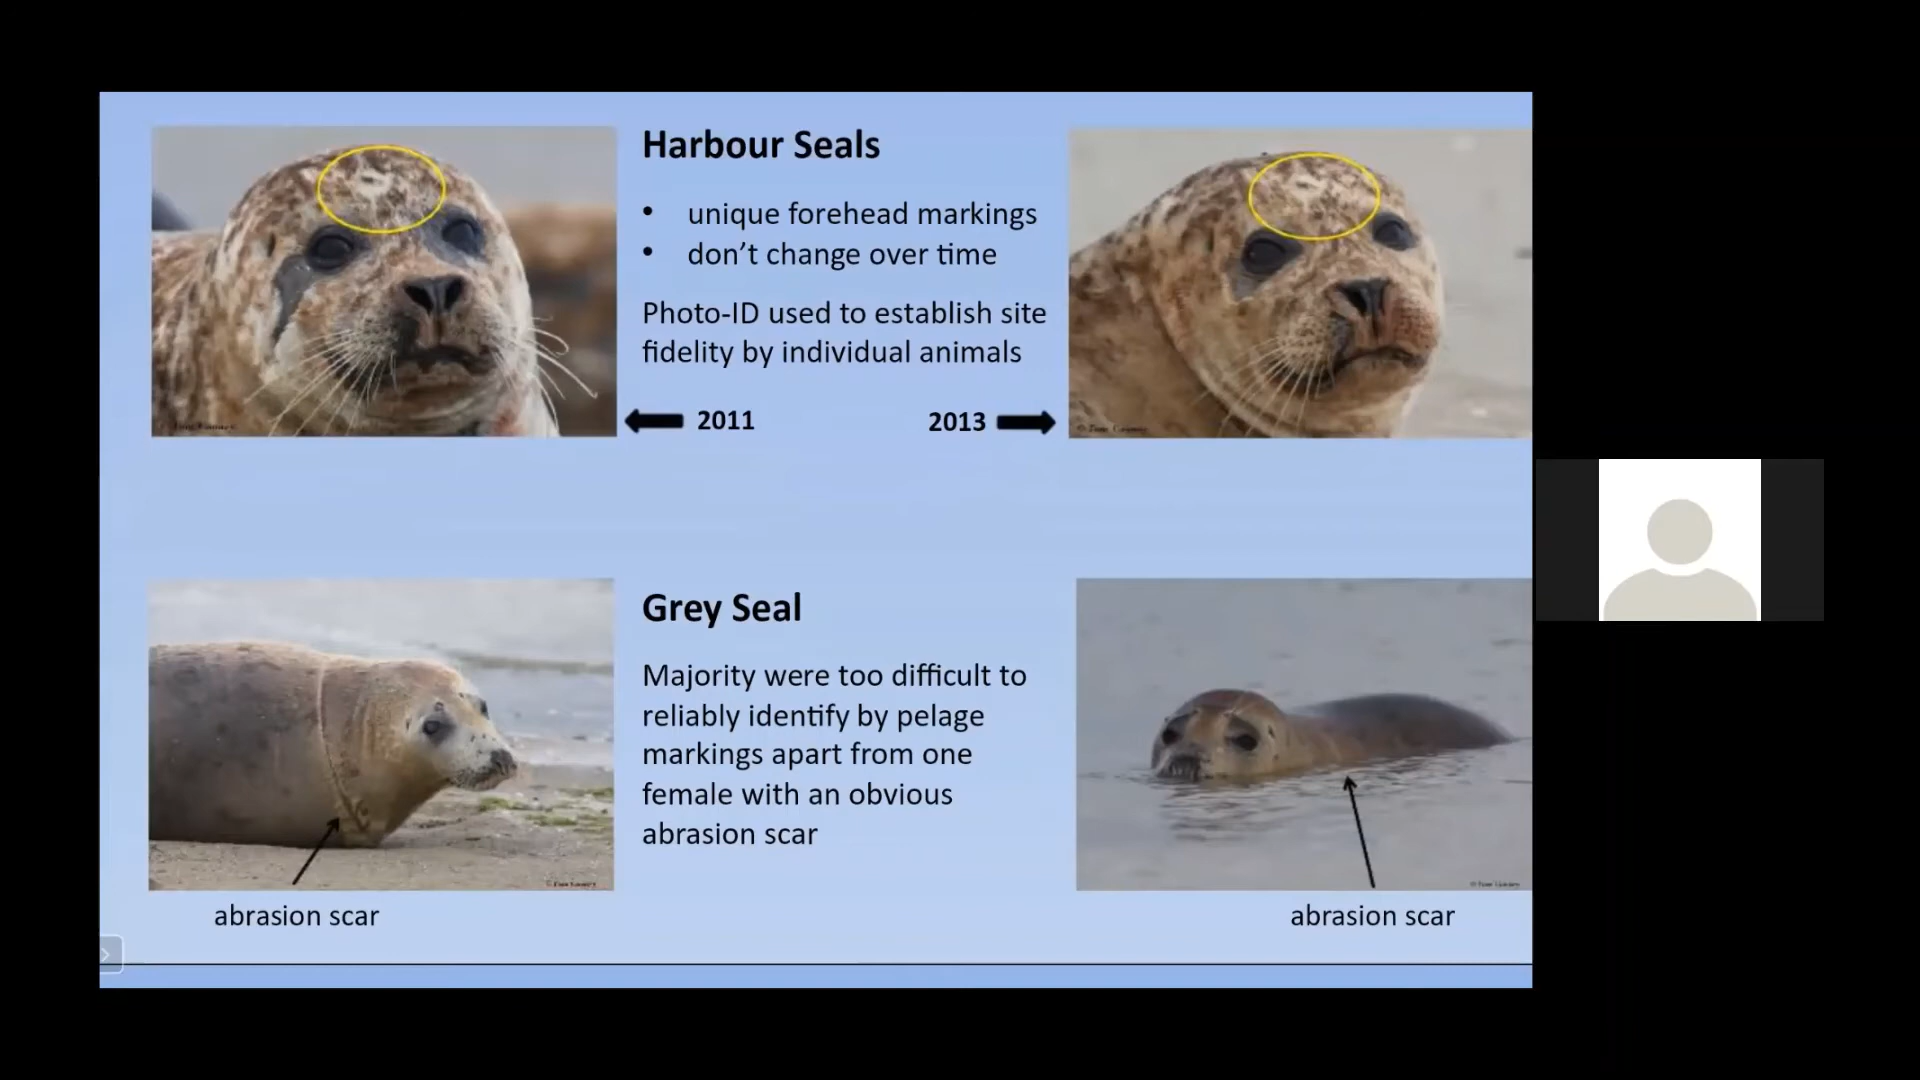 Harbour Seals
• unique forehead markings
• don't change over time
Photo-ID used to establish site
fidelity by individual animals
2011
2013
Grey Seal
Majority were too difficult to
reliably identify by pelage
markings apart from one
female with an obvious
abrasion scar
abrasion scar
abrasion scar